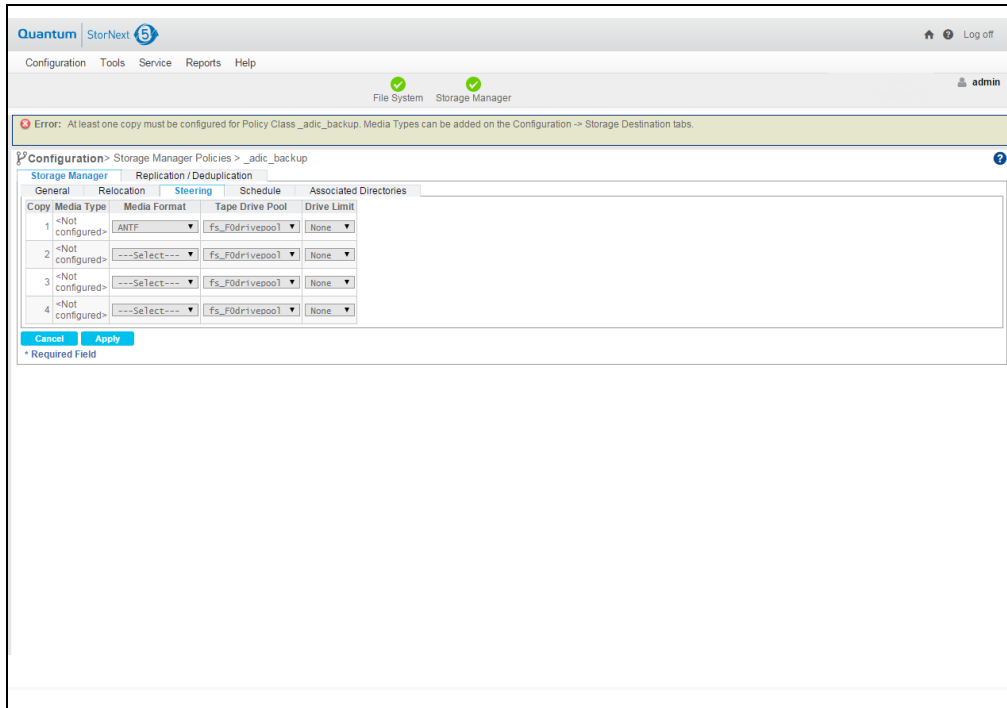 Quantum StorNext 5 Log off
Configuration Tools Service Reports Help
admin
File System Storage Manager
Error: At least one copy must be configured for Policy Class _adic_backup. Media Types can be added on the Configuration -> Storage Destination tabs.
Configuration> Storage Manager Policies > _adic_backup
Storage Manager Replication / Deduplication
General Relocation Steering Schedule Associated Directories
Copy Media Type Media Format Tape Drive Pool Drive Limit
1 <Not configured> ANTF fs_F0drivepool None
2 <Not configured> ---Select--- fs_F0drivepool None
3 <Not configured> ---Select--- fs_F0drivepool None
4 <Not configured> ---Select--- fs_F0drivepool None
Cancel Apply
* Required Field